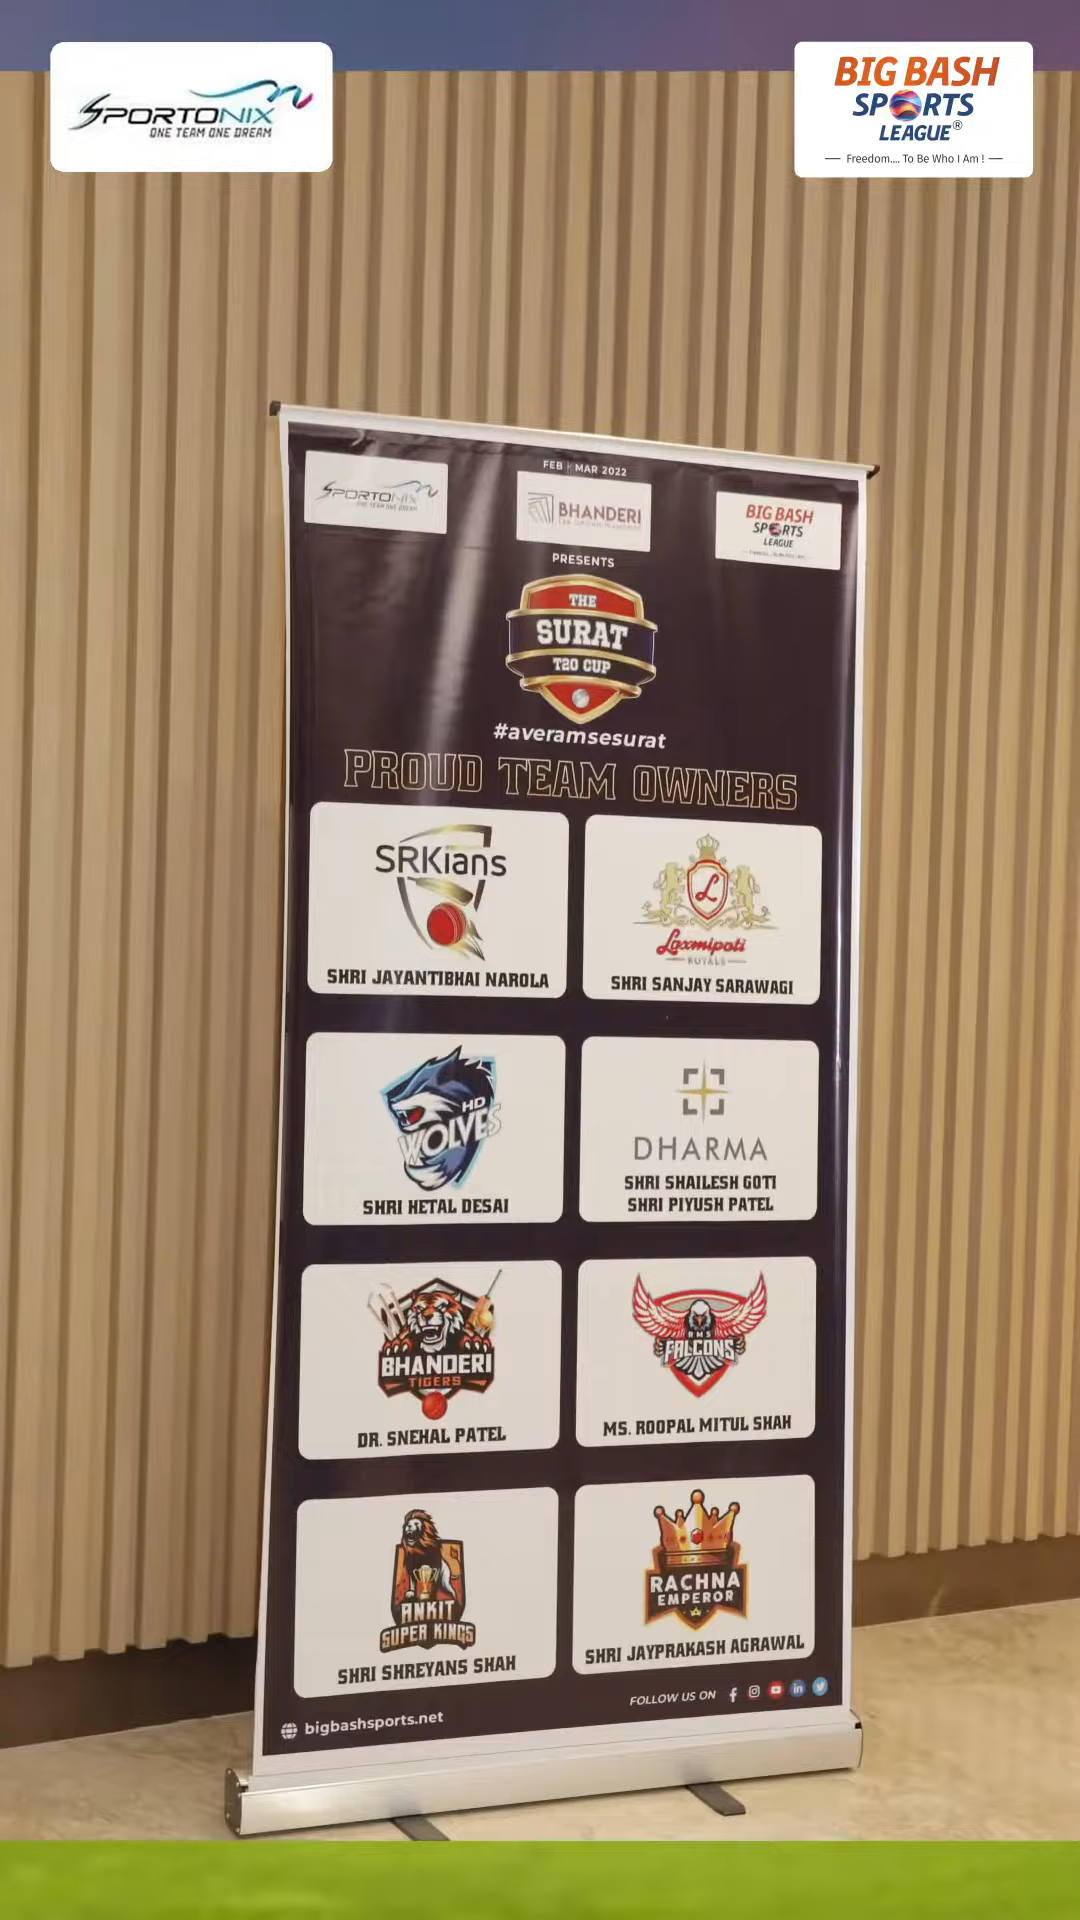 SPORTONIX
ONE TEAM ONE DREAM
BIG BASH
SPORTS
LEAGUE®
Freedom.... To Be Who I Am !
FEB - MAR 2022
SPORTONIX
ONE TEAM ONE DREAM
BHANDERI
BIG BASH
SPORTS
LEAGUE
PRESENTS
THE
SURAT
T20 CUP
#averamsesurat
PROUD TEAM OWNERS
SRKians
SHRI JAYANTIBHAI NAROLA
L
Laxmipati
ROYALS
SHRI SANJAY SARAWAGI
HD
WOLVES
SHRI HETAL DESAI
DHARMA
SHRI SHAILESH GOTI
SHRI PIYUSH PATEL
BHANDERI
TIGERS
DR. SNEHAL PATEL
RMS
FALCONS
MS. ROOPAL MITUL SHAH
ANKIT
SUPER KINGS
SHRI SHREYANS SHAH
RACHNA
EMPEROR
SHRI JAYPRAKASH AGRAWAL
bigbashsports.net
FOLLOW US ON